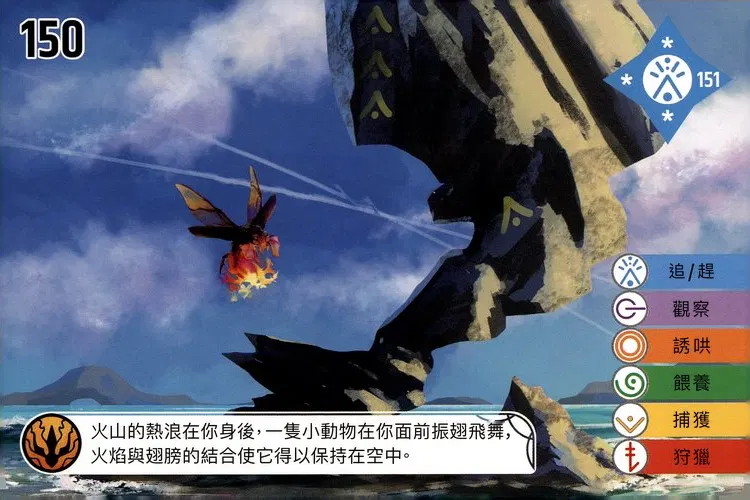 150
151
追/趕
觀察
誘哄
餵養
捕獲
狩獵
火山的熱浪在你身後，一隻小動物在你面前振翅飛舞，
火焰與翅膀的結合使它得以保持在空中。